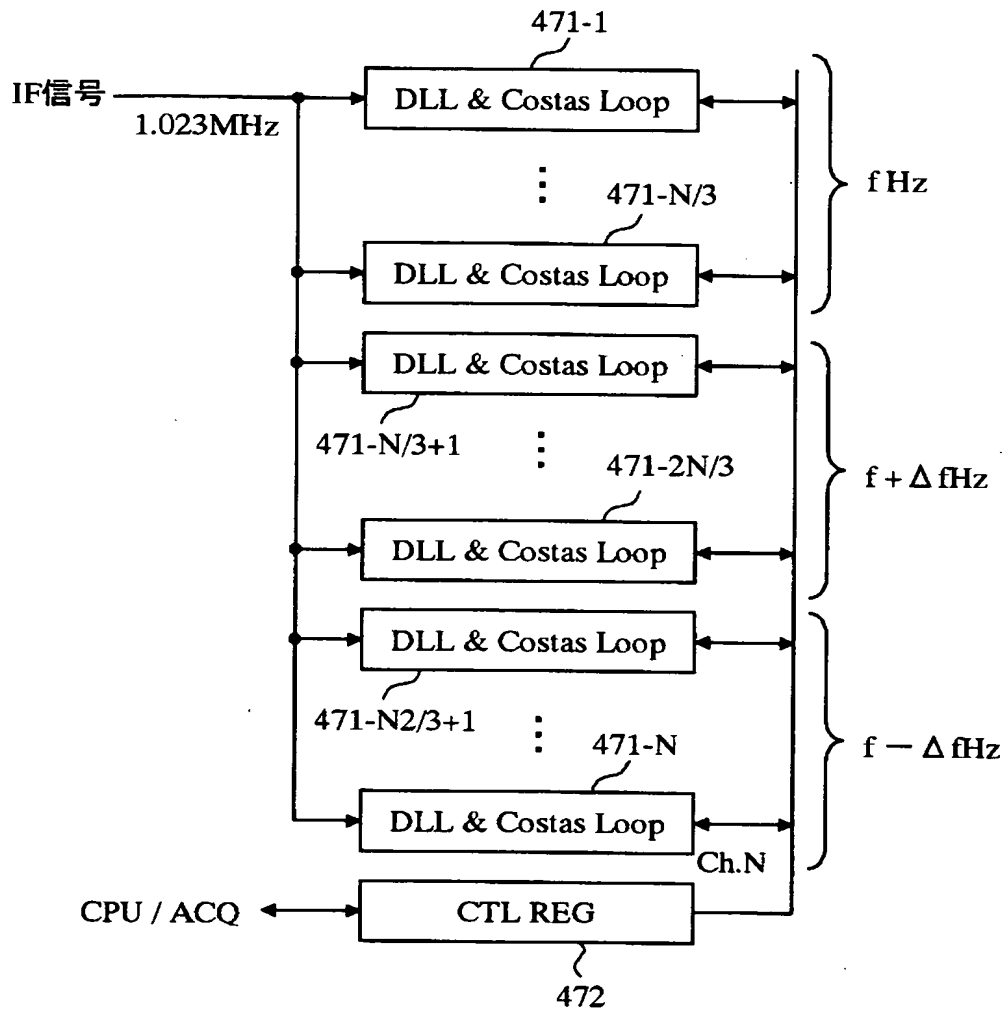 471-1
IF信号
1.023MHz
DLL & Costas Loop
f Hz
471-N/3
DLL & Costas Loop
DLL & Costas Loop
471-N/3+1
471-2N/3
f + Δ fHz
DLL & Costas Loop
DLL & Costas Loop
471-N2/3+1
471-N
f − Δ fHz
DLL & Costas Loop
Ch.N
CPU / ACQ
CTL REG
472